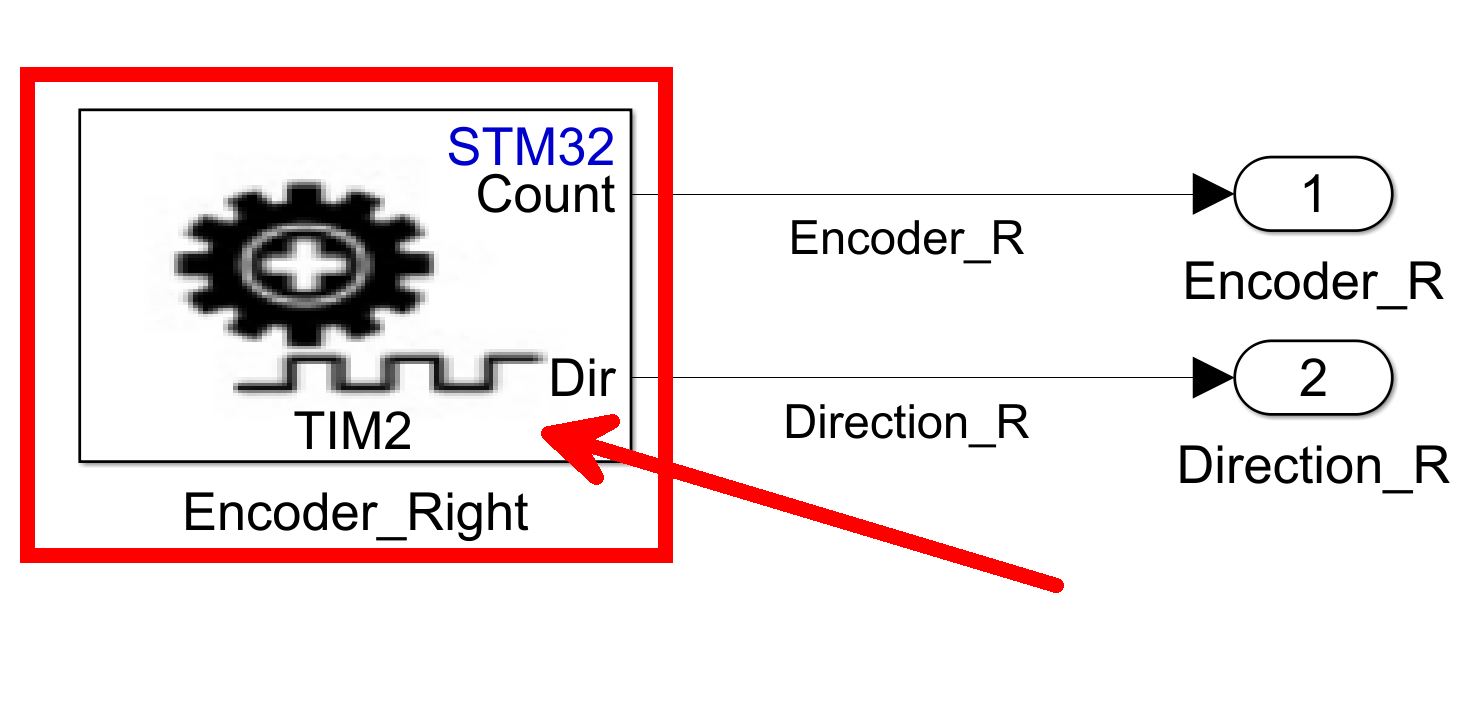 STM32
Count
Dir
TIM2
Encoder_Right
Encoder_R
Direction_R
1
Encoder_R
2
Direction_R